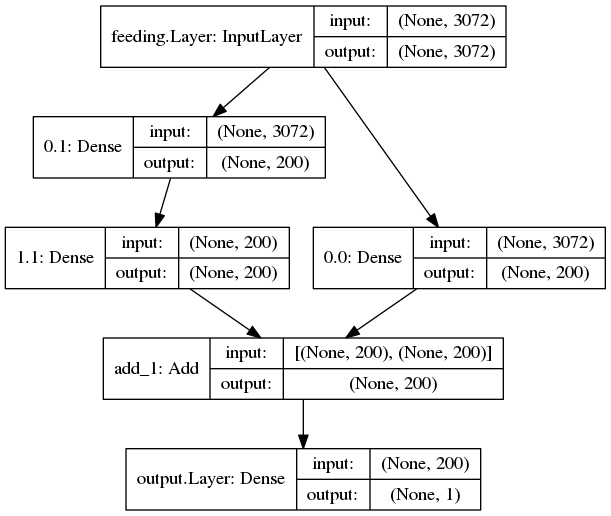 feeding.Layer: InputLayer
input: (None, 3072)
output: (None, 3072)
0.1: Dense
input: (None, 3072)
output: (None, 200)
1.1: Dense
input: (None, 200)
output: (None, 200)
0.0: Dense
input: (None, 3072)
output: (None, 200)
add_1: Add
input: [(None, 200), (None, 200)]
output: (None, 200)
output.Layer: Dense
input: (None, 200)
output: (None, 1)